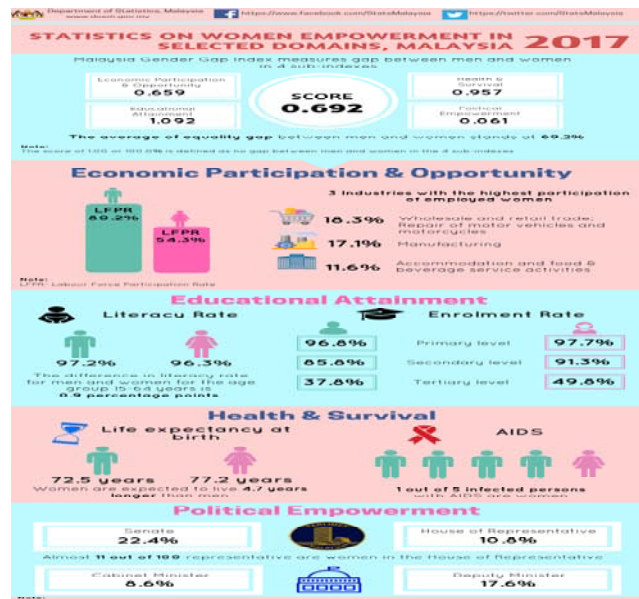 Department of Statistics, Malaysia
https://www.facebook.com/StatsMalaysia
https://twitter.com/StatsMalaysia
STATISTICS ON WOMEN EMPOWERMENT IN
SELECTED DOMAINS, MALAYSIA 2017
Malaysia Gender Gap Index measures gap between men and women
in 4 sub-indexes
Economic Participation
& Opportunity
0.659
Educational
Attainment
1.092
SCORE
0.692
Health &
Survival
0.957
Political
Empowerment
0.061
The average of equality gap between men and women stands at 69.2%
Note:
The score of 1.00 or 100.0% is defined as no gap between men and women in the 4 sub-indexes
Economic Participation & Opportunity
LFPR
80.2%
LFPR
54.3%
3 industries with the highest participation
of employed women
18.3% Wholesale and retail trade;
Repair of motor vehicles and
motorcycles
17.1% Manufacturing
11.6% Accommodation and food &
beverage service activities
Note:
LFPR: Labour Force Participation Rate
Educational Attainment
Literacy Rate
97.2% 96.3%
The difference in literacy rate
for men and women for the age
group 15-64 years is
0.9 percentage points
Enrolment Rate
96.8% Primary level 97.7%
85.8% Secondary level 91.3%
37.8% Tertiary level 49.8%
Health & Survival
Life expectancy at
birth
72.5 years 77.2 years
Women are expected to live 4.7 years
longer than men
AIDS
1 out of 5 infected persons
with AIDS are women
Political Empowerment
Senate
22.4%
House of Representative
10.8%
Almost 11 out of 100 representative are women in the House of Representative
Cabinet Minister
8.6%
Deputy Minister
17.6%